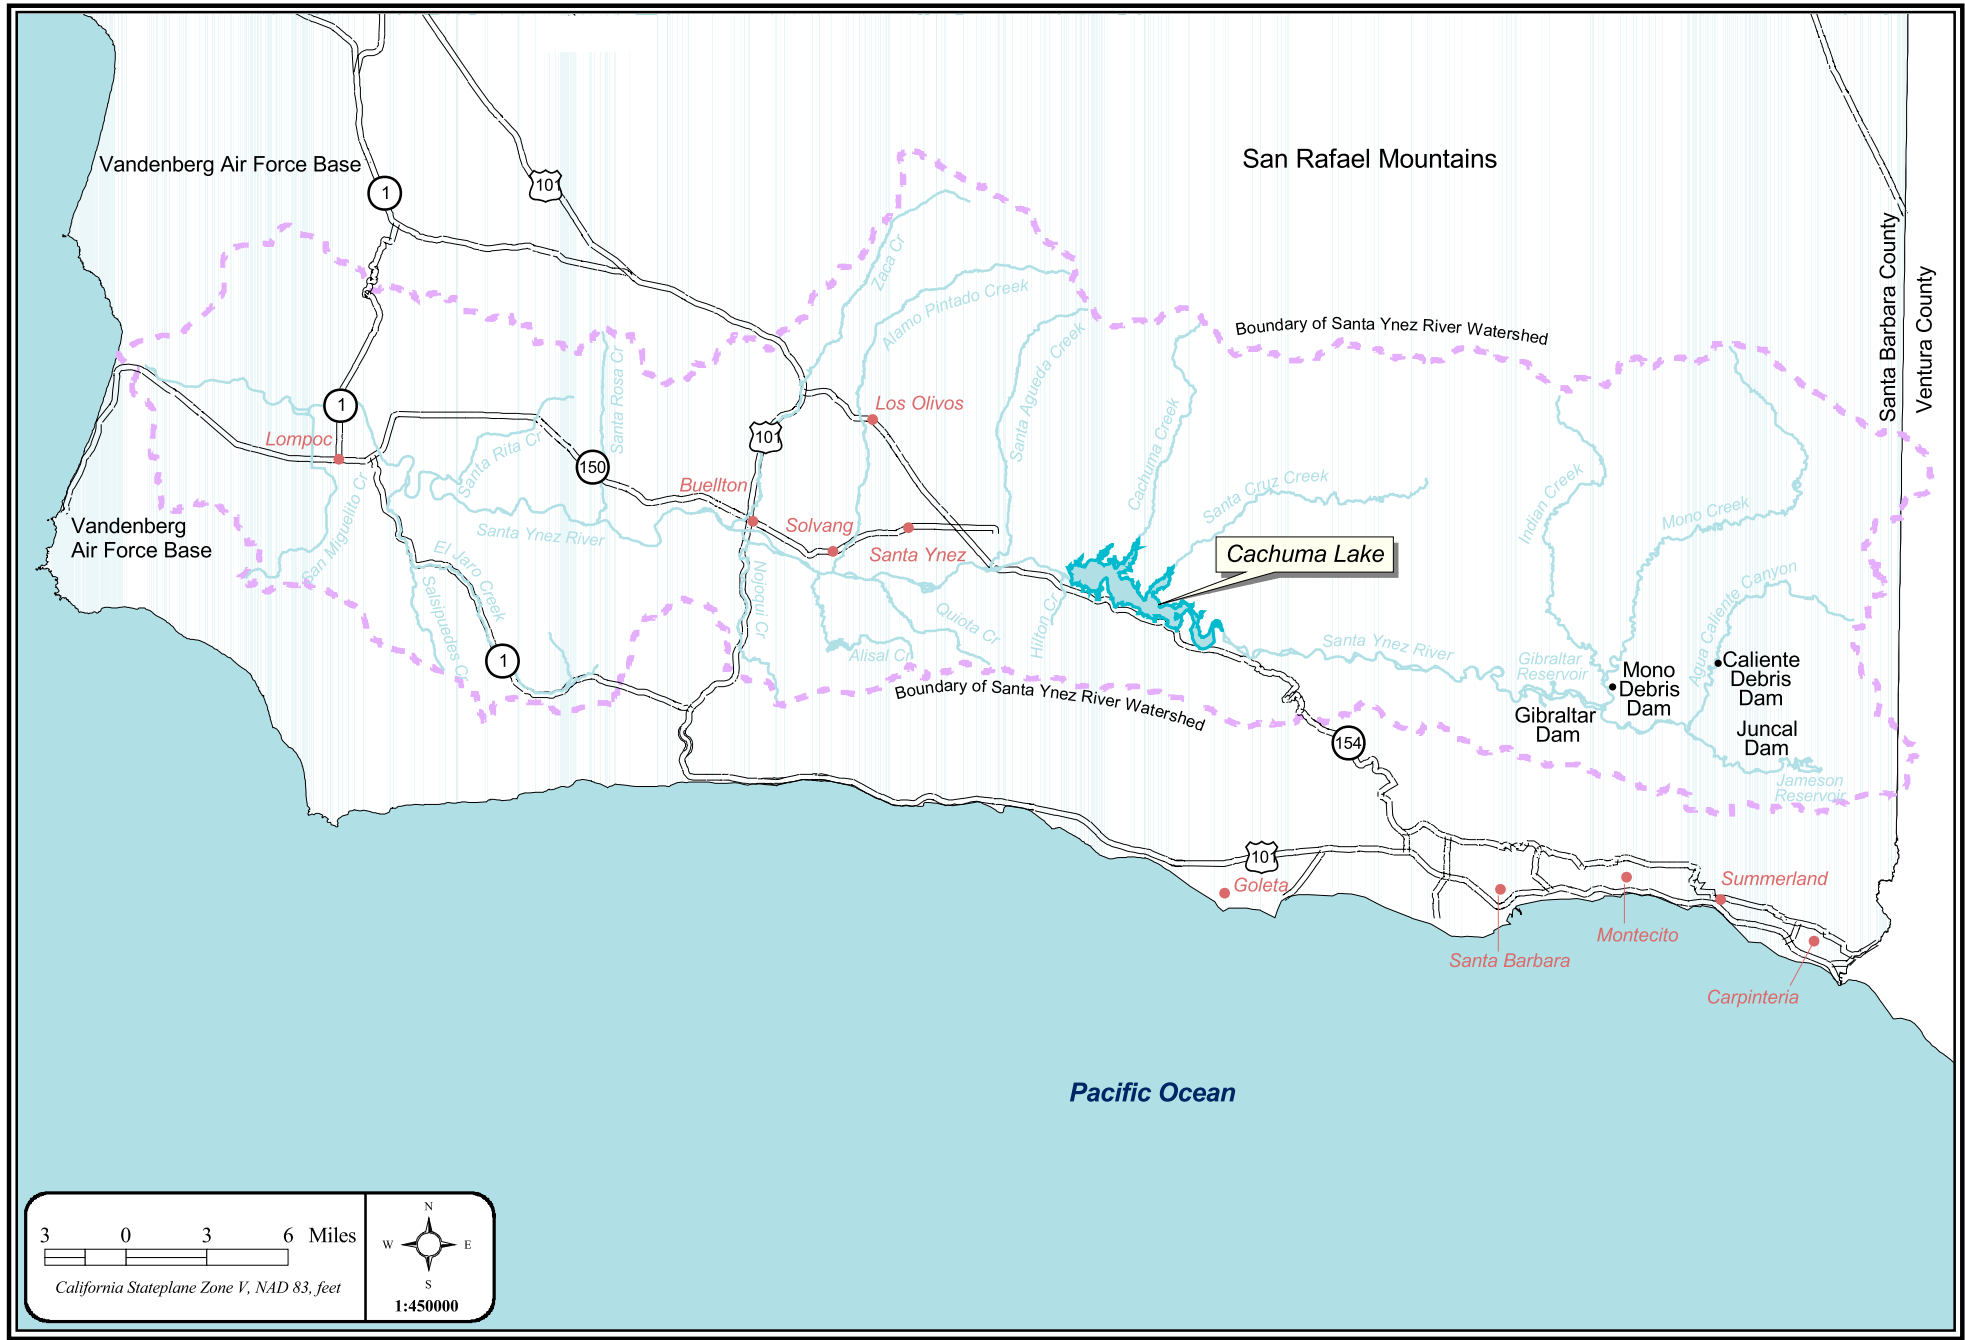 San Rafael Mountains
Vandenberg Air Force Base
1
101
Santa Barbara County
Ventura County
Zaca Cr
Alamo Pintado Creek
Boundary of Santa Ynez River Watershed
Santa Agueda Creek
Santa Rosa Cr
Cachuma Creek
1
Los Olivos
Lompoc
101
Santa Rita Cr
150
Buellton
Santa Cruz Creek
Indian Creek
Mono Creek
San Miguelito Cr
Vandenberg
Air Force Base
Santa Ynez River
Solvang
Santa Ynez
Cachuma Lake
El Jaro Creek
Salsipuedes Cr
Nojoqui Cr
Quiota Cr
Hilton Cr
Alisal Cr
Agua Caliente Canyon
Santa Ynez River
Gibraltar
Reservoir
Mono
Debris
Dam
Caliente
Debris
Dam
1
Boundary of Santa Ynez River Watershed
Gibraltar
Dam
Juncal
Dam
154
Jameson
Reservoir
101
Goleta
Summerland
Montecito
Santa Barbara
Carpinteria
Pacific Ocean
3 0 3 6 Miles
California Stateplane Zone V, NAD 83, feet
N
W E
S
1:450000